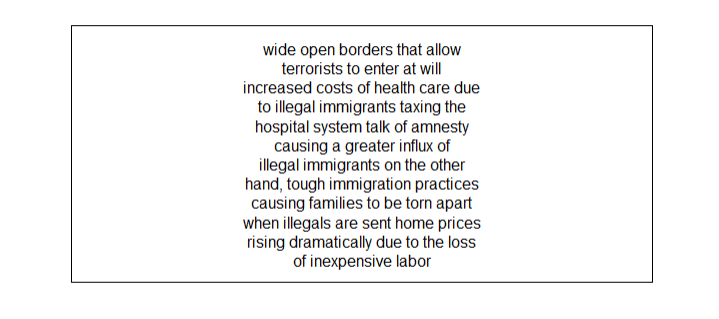 wide open borders that allow
terrorists to enter at will
increased costs of health care due
to illegal immigrants taxing the
hospital system talk of amnesty
causing a greater influx of
illegal immigrants on the other
hand, tough immigration practices
causing families to be torn apart
when illegals are sent home prices
rising dramatically due to the loss
of inexpensive labor